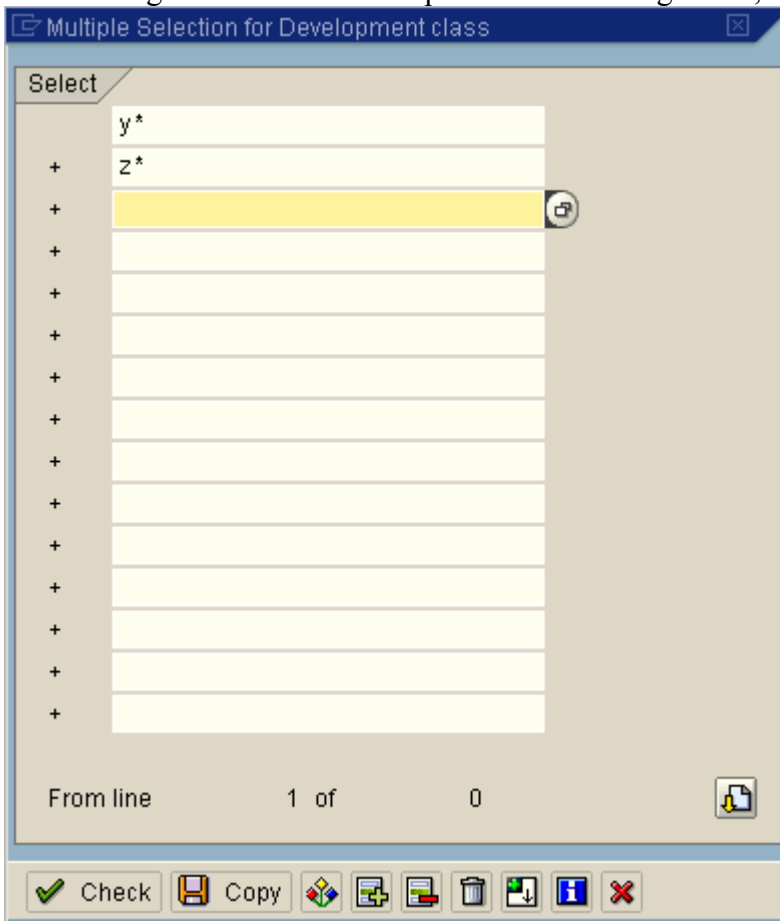 Multiple Selection for Development class
Select
y*
+ z*
+
+
+
+
+
+
+
+
+
+
+
+
+
From line 1 of 0
Check Copy